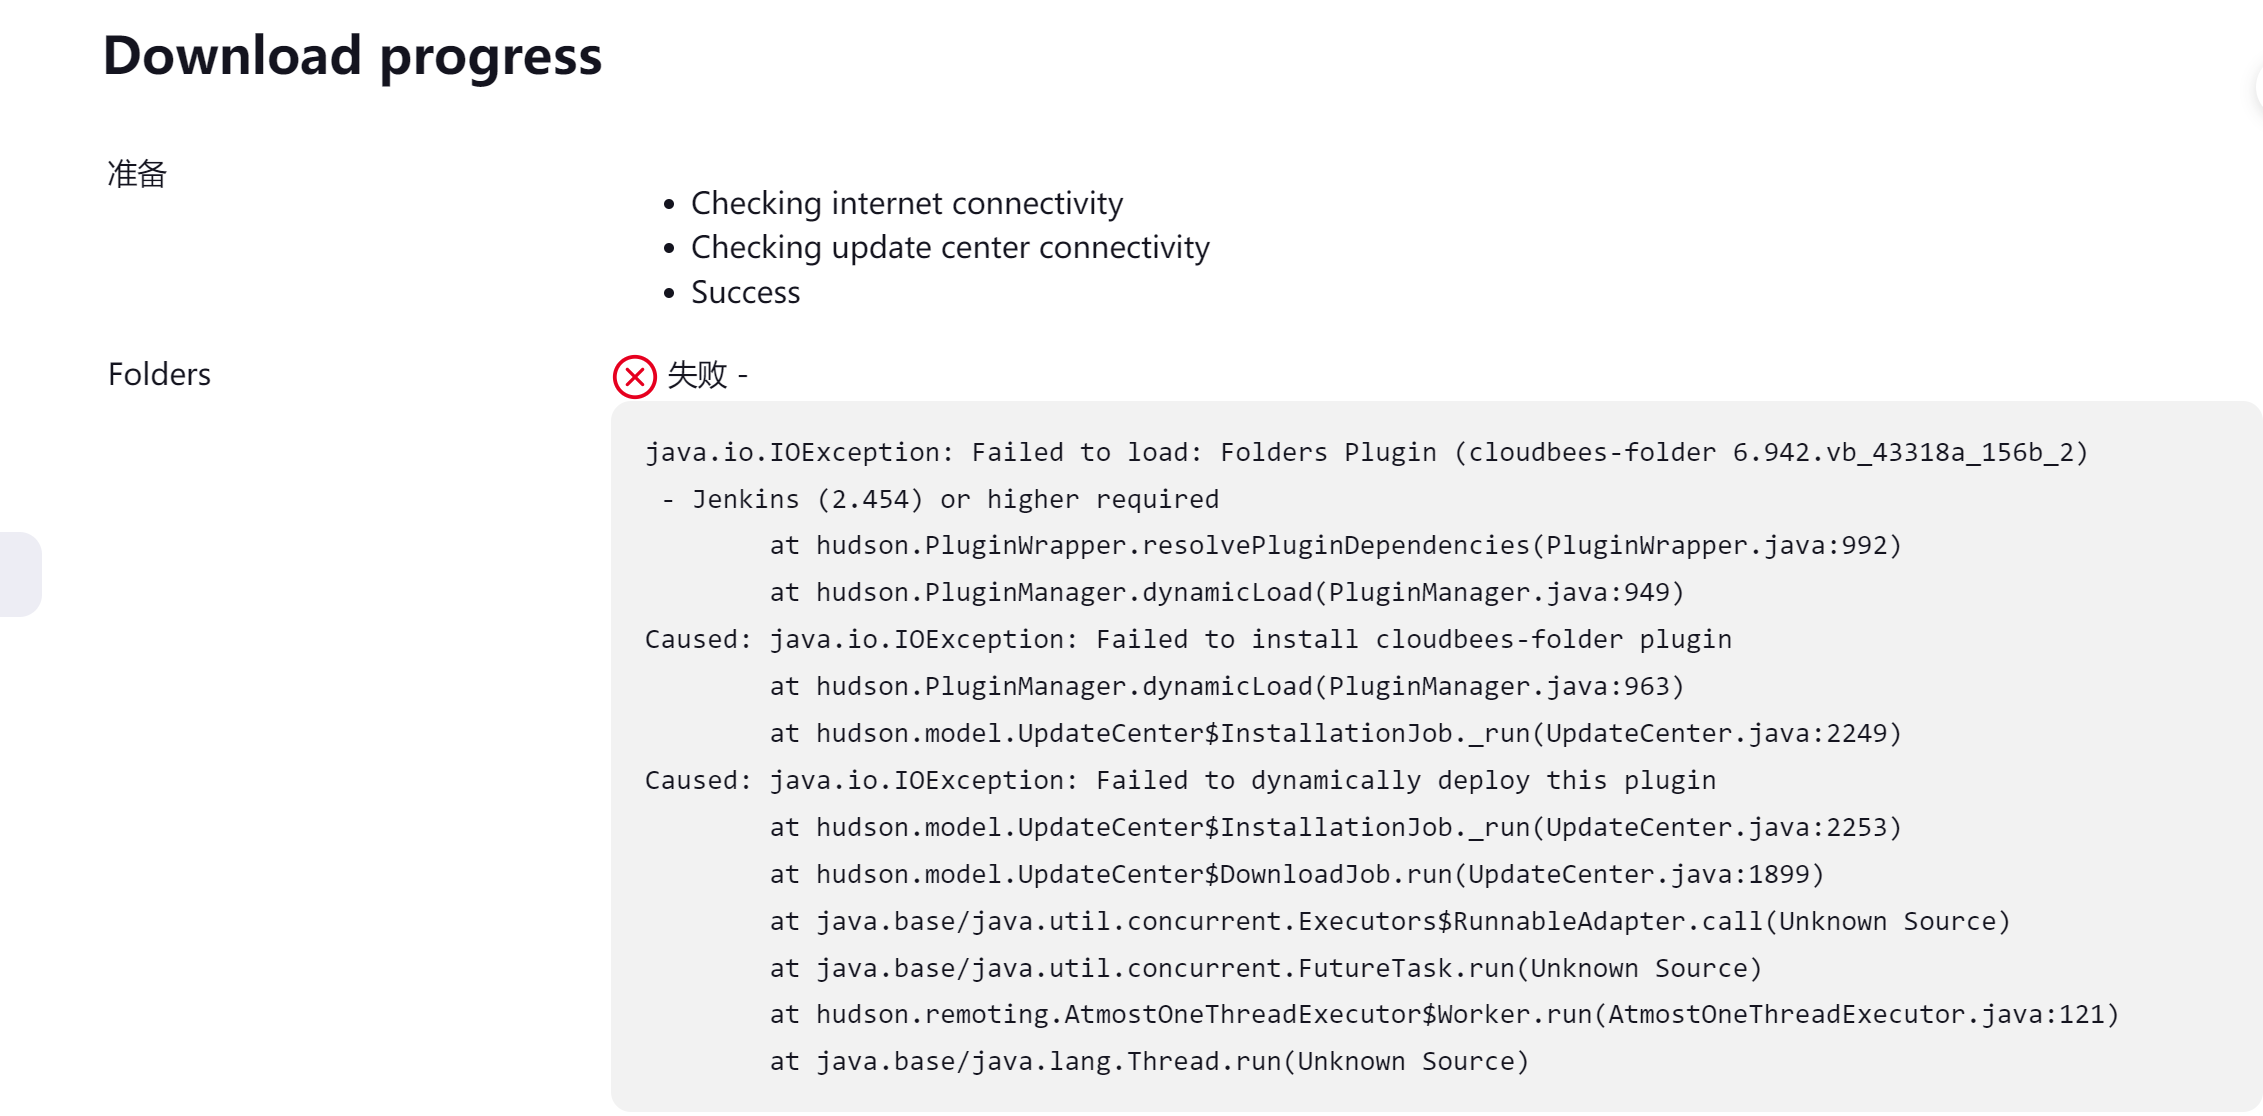 Download progress
准备
Checking internet connectivity
Checking update center connectivity
Success
Folders
失败 -
java.io.IOException: Failed to load: Folders Plugin (cloudbees-folder 6.942.vb_43318a_156b_2)
 - Jenkins (2.454) or higher required
        at hudson.PluginWrapper.resolvePluginDependencies(PluginWrapper.java:992)
        at hudson.PluginManager.dynamicLoad(PluginManager.java:949)
Caused: java.io.IOException: Failed to install cloudbees-folder plugin
        at hudson.PluginManager.dynamicLoad(PluginManager.java:963)
        at hudson.model.UpdateCenter$InstallationJob._run(UpdateCenter.java:2249)
Caused: java.io.IOException: Failed to dynamically deploy this plugin
        at hudson.model.UpdateCenter$InstallationJob._run(UpdateCenter.java:2253)
        at hudson.model.UpdateCenter$DownloadJob.run(UpdateCenter.java:1899)
        at java.base/java.util.concurrent.Executors$RunnableAdapter.call(Unknown Source)
        at java.base/java.util.concurrent.FutureTask.run(Unknown Source)
        at hudson.remoting.AtmostOneThreadExecutor$Worker.run(AtmostOneThreadExecutor.java:121)
        at java.base/java.lang.Thread.run(Unknown Source)